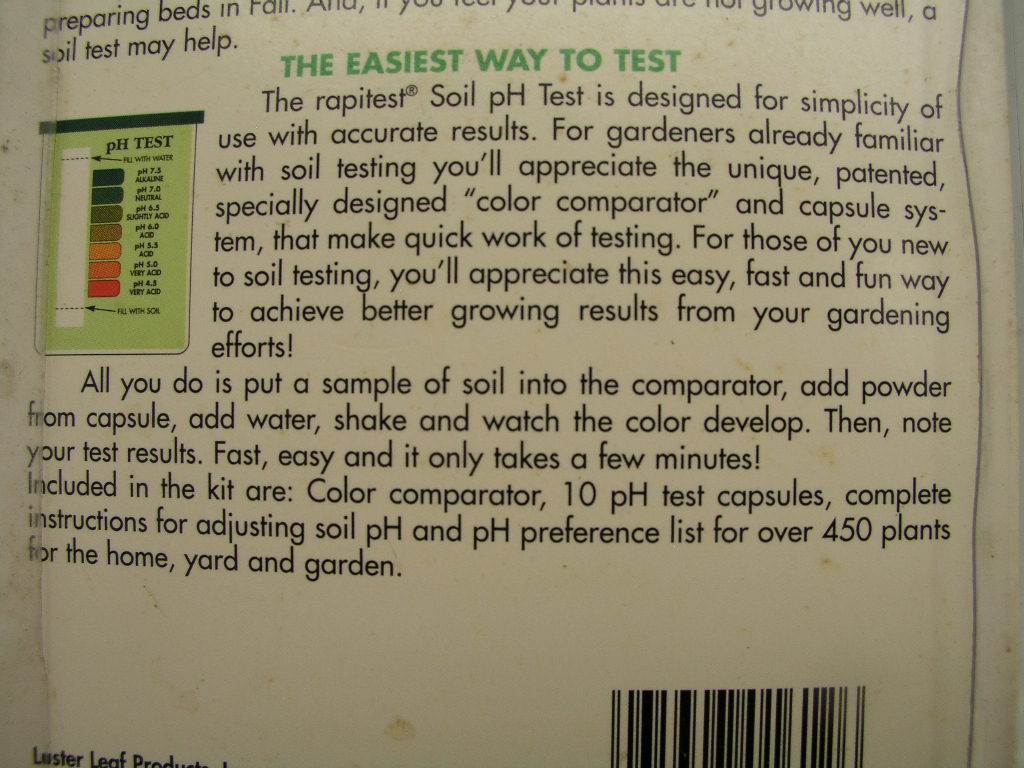 preparing beds in Fall. And, if you feel your plants are not growing well, a
soil test may help.
THE EASIEST WAY TO TEST
The rapitest® Soil pH Test is designed for simplicity of
use with accurate results. For gardeners already familiar
with soil testing you'll appreciate the unique, patented,
specially designed "color comparator" and capsule sys-
tem, that make quick work of testing. For those of you new
to soil testing, you'll appreciate this easy, fast and fun way
to achieve better growing results from your gardening
efforts!
pH TEST
FILL WITH WATER
pH 7.5
ALKALINE
pH 7.0
NEUTRAL
pH 6.5
SLIGHTLY ACID
pH 6.0
ACID
pH 5.5
ACID
pH 5.0
VERY ACID
pH 4.5
VERY ACID
FILL WITH SOIL
All you do is put a sample of soil into the comparator, add powder
from capsule, add water, shake and watch the color develop. Then, note
your test results. Fast, easy and it only takes a few minutes!
Included in the kit are: Color comparator, 10 pH test capsules, complete
instructions for adjusting soil pH and pH preference list for over 450 plants
for the home, yard and garden.
Luster Leaf Products,